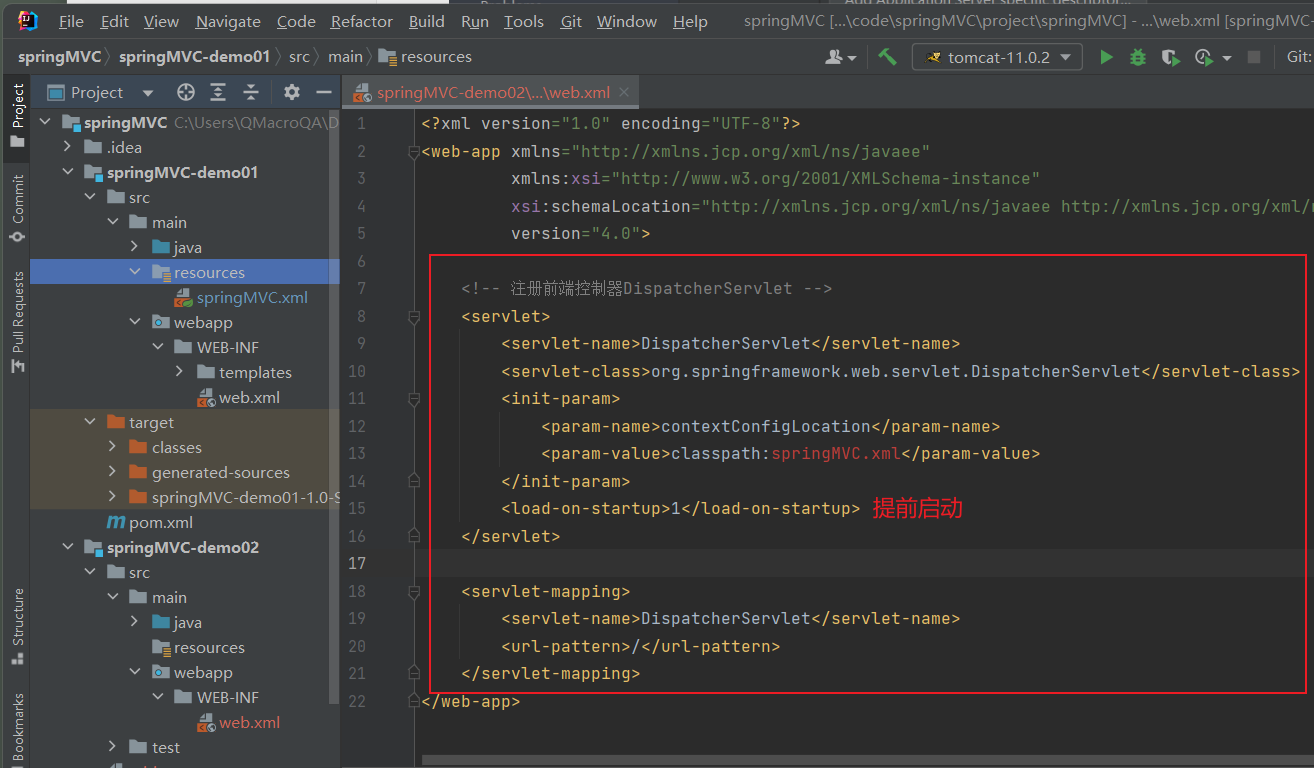 File Edit View Navigate Code Refactor Build Run Tools Git Window Help springMVC [...\code\springMVC\project\springMVC] - ...\web.xml [springMVC-
springMVC springMVC-demo01 src main resources tomcat-11.0.2 Git:
Project
springMVC-demo02\...\web.xml
Project
Commit
Pull Requests
Structure
Bookmarks
springMVC C:\Users\QMacroQA\D
.idea
springMVC-demo01
src
main
java
resources
springMVC.xml
webapp
WEB-INF
templates
web.xml
target
classes
generated-sources
springMVC-demo01-1.0-S
pom.xml
springMVC-demo02
src
main
java
resources
webapp
WEB-INF
web.xml
test
1 <?xml version="1.0" encoding="UTF-8"?>
2 <web-app xmlns="http://xmlns.jcp.org/xml/ns/javaee"
3 xmlns:xsi="http://www.w3.org/2001/XMLSchema-instance"
4 xsi:schemaLocation="http://xmlns.jcp.org/xml/ns/javaee http://xmlns.jcp.org/xml/n
5 version="4.0">
6
7 <!-- 注册前端控制器DispatcherServlet -->
8 <servlet>
9 <servlet-name>DispatcherServlet</servlet-name>
10 <servlet-class>org.springframework.web.servlet.DispatcherServlet</servlet-class>
11 <init-param>
12 <param-name>contextConfigLocation</param-name>
13 <param-value>classpath:springMVC.xml</param-value>
14 </init-param>
15 <load-on-startup>1</load-on-startup> 提前启动
16 </servlet>
17
18 <servlet-mapping>
19 <servlet-name>DispatcherServlet</servlet-name>
20 <url-pattern>/</url-pattern>
21 </servlet-mapping>
22 </web-app>